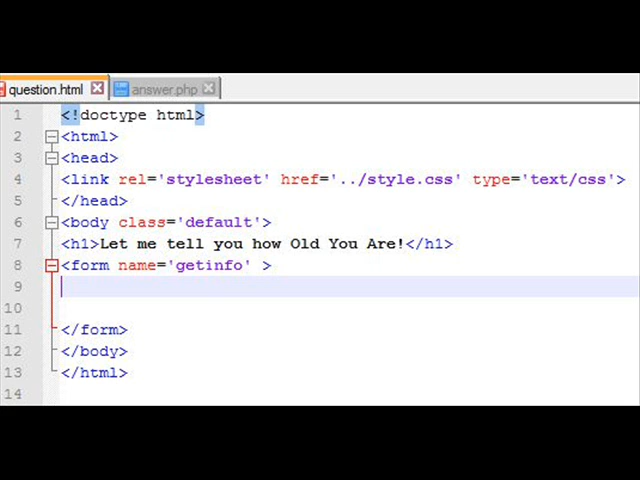 question.html answer.php
1 <!doctype html>
2 <html>
3 <head>
4 <link rel='stylesheet' href='../style.css' type='text/css'>
5 </head>
6 <body class='default'>
7 <h1>Let me tell you how Old You Are!</h1>
8 <form name='getinfo' >
9
10
11 </form>
12 </body>
13 </html>
14